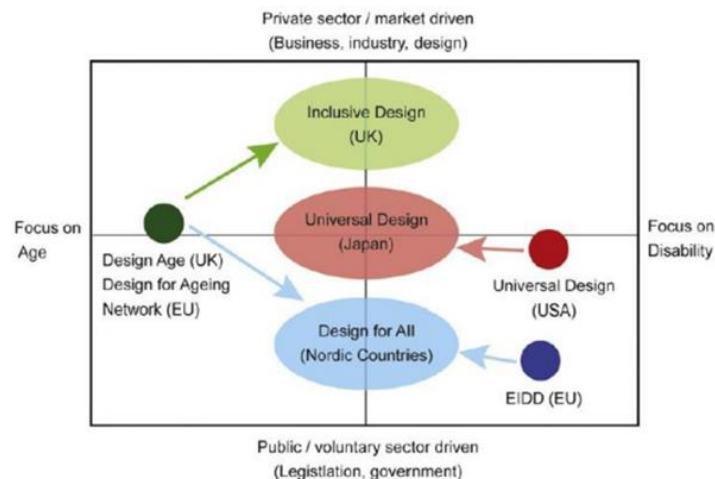 Private sector / market driven
(Business, industry, design)
Inclusive Design
(UK)
Focus on
Age
Universal Design
(Japan)
Focus on
Disability
Design Age (UK)
Design for Ageing
Network (EU)
Universal Design
(USA)
Design for All
(Nordic Countries)
EIDD (EU)
Public / voluntary sector driven
(Legistlation, government)